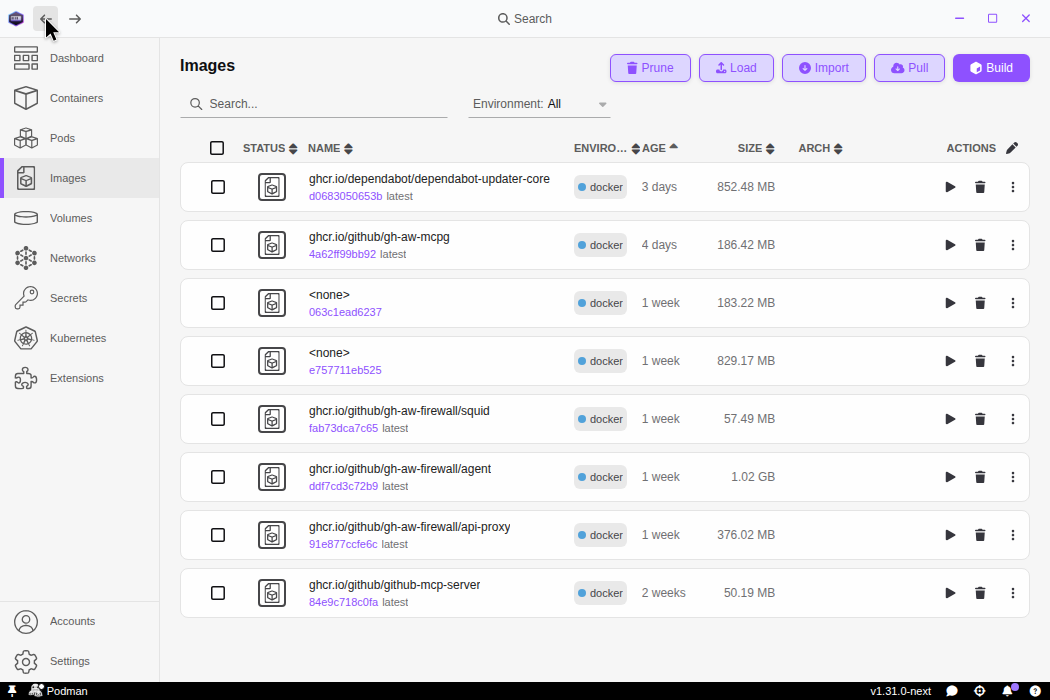 Search
Dashboard
Containers
Pods
Images
Volumes
Networks
Secrets
Kubernetes
Extensions
Accounts
Settings
Images
Prune
Load
Import
Pull
Build
Search...
Environment: All
STATUS NAME ENVIRO... AGE SIZE ARCH ACTIONS
ghcr.io/dependabot/dependabot-updater-core
d0683050653b latest
docker 3 days 852.48 MB
ghcr.io/github/gh-aw-mcpg
4a62ff99bb92 latest
docker 4 days 186.42 MB
<none>
063c1ead6237
docker 1 week 183.22 MB
<none>
e757711eb525
docker 1 week 829.17 MB
ghcr.io/github/gh-aw-firewall/squid
fab73dca7c65 latest
docker 1 week 57.49 MB
ghcr.io/github/gh-aw-firewall/agent
ddf7cd3c72b9 latest
docker 1 week 1.02 GB
ghcr.io/github/gh-aw-firewall/api-proxy
91e877ccfe6c latest
docker 1 week 376.02 MB
ghcr.io/github/github-mcp-server
84e9c718c0fa latest
docker 2 weeks 50.19 MB
Podman
v1.31.0-next